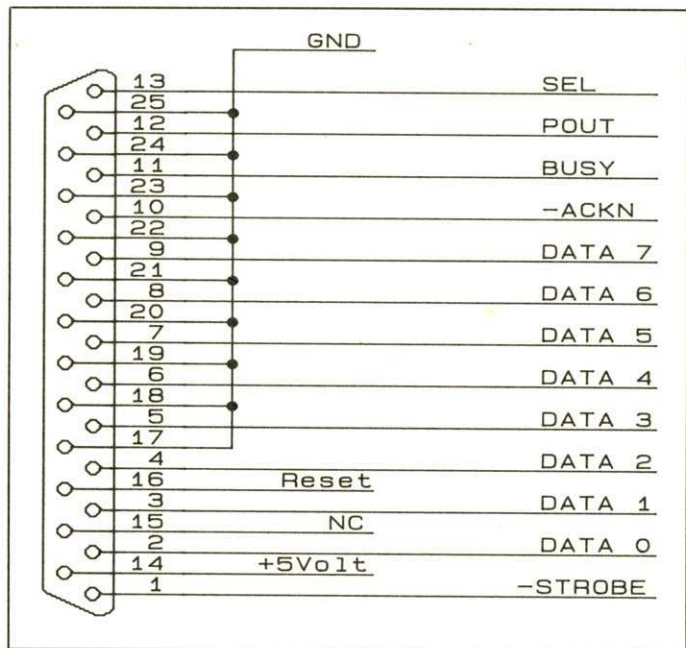 GND
13 SEL
25
12 POUT
24
11 BUSY
23
10 -ACKN
22
9 DATA 7
21
8 DATA 6
20
7 DATA 5
19
6 DATA 4
18
5 DATA 3
17
4 DATA 2
16 Reset
3 DATA 1
15 NC
2 DATA 0
14 +5Volt
1 -STROBE